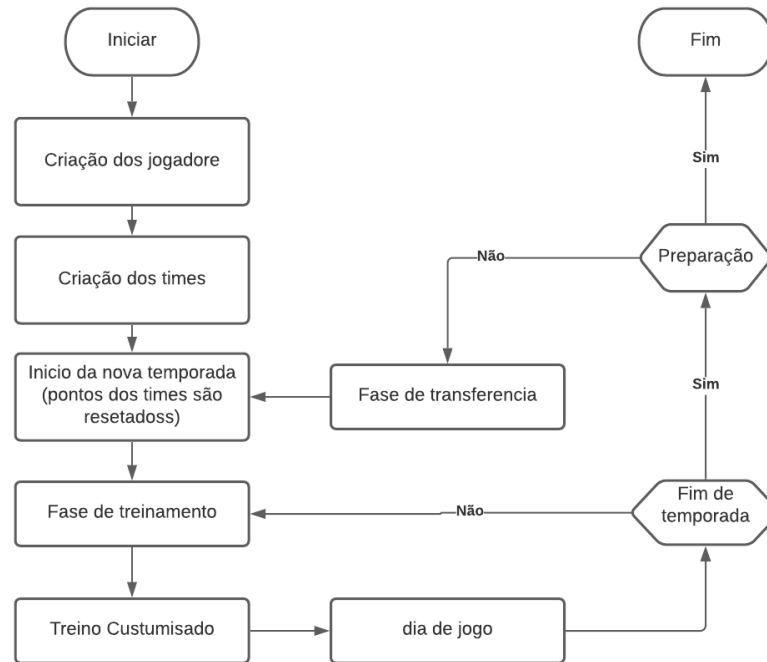 Iniciar
Fim
Criação dos jogadore
Sim
Criação dos times
Não
Preparação
Inicio da nova temporada
(pontos dos times são
resetadoss)
Fase de transferencia
Sim
Fase de treinamento
Não
Fim de
temporada
Treino Custumisado
dia de jogo